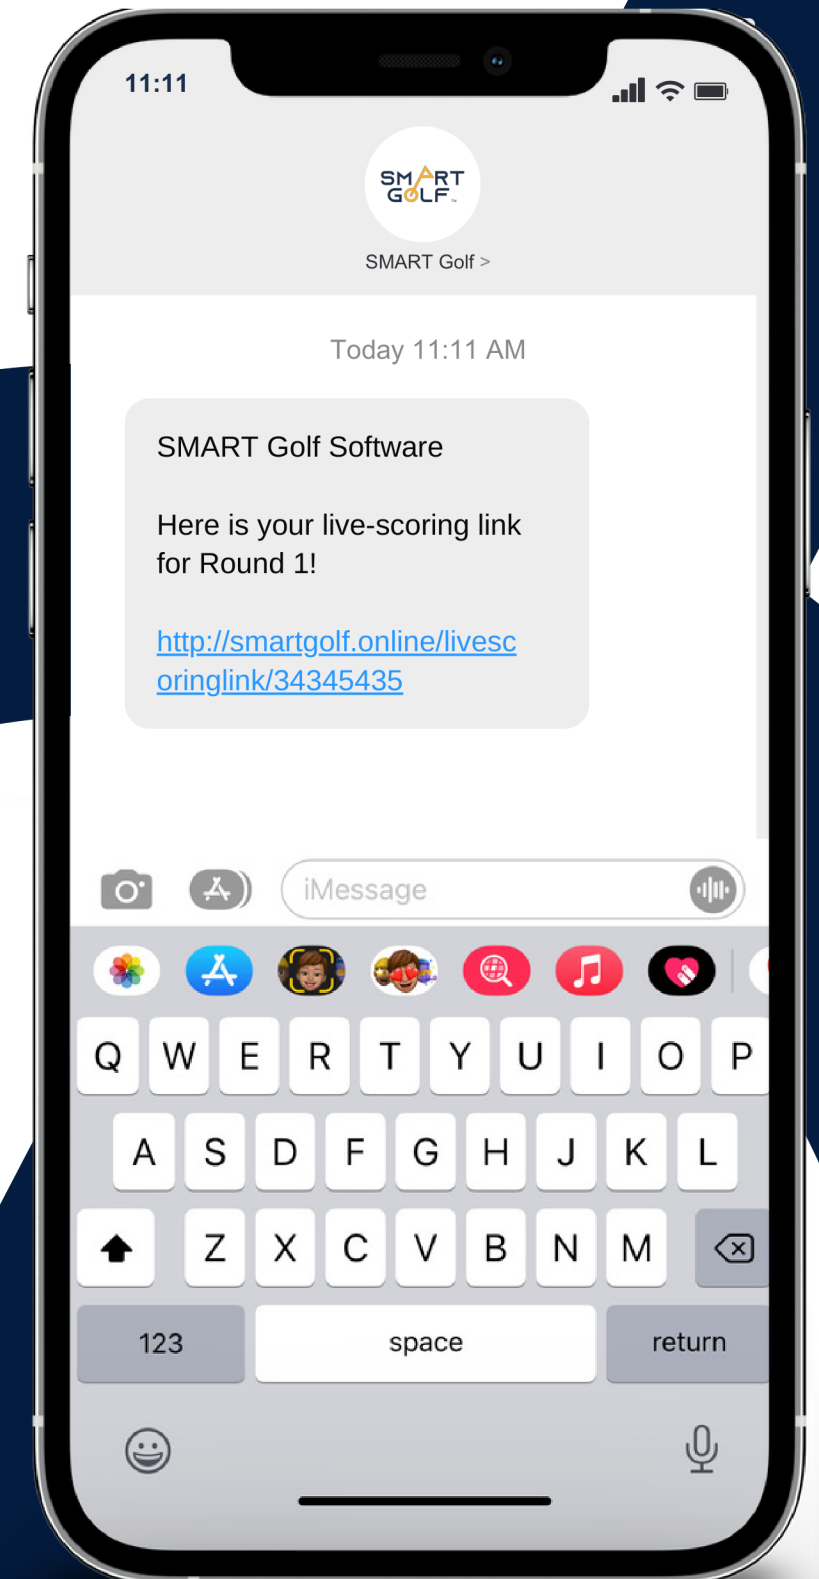 11:11
SMART
GOLF™
SMART Golf >
Today 11:11 AM
SMART Golf Software
Here is your live-scoring link
for Round 1!
http://smartgolf.online/livesc
oringlink/34345435
iMessage
Q W E R T Y U I O P
A S D F G H J K L
Z X C V B N M
123 space return